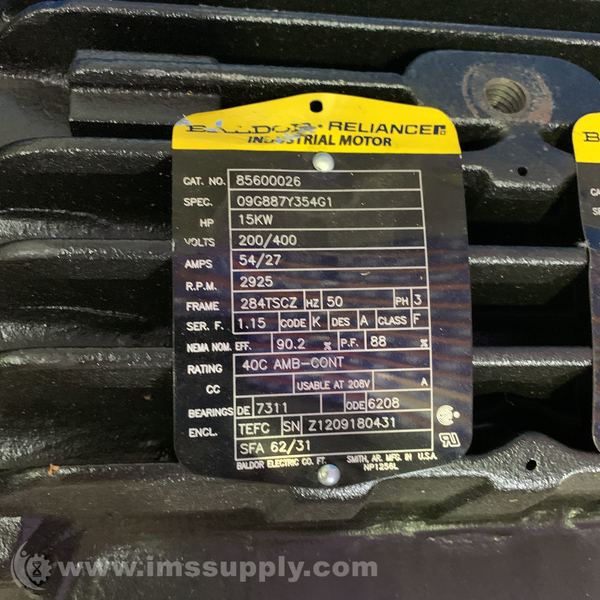 BALDOR · RELIANCE
INDUSTRIAL MOTOR
CAT. NO. 85600026
SPEC. 09G887Y354G1
HP 15KW
VOLTS 200/400
AMPS 54/27
R.P.M. 2925
FRAME 284TSCZ HZ 50 PH 3
SER. F. 1.15 CODE K DES A CLASS F
NEMA NOM. EFF. 90.2 % P.F. 88 %
RATING 40C AMB-CONT
CC USABLE AT 208V A
BEARINGS DE 7311 ODE 6208
ENCL. TEFC SN Z1209180431
SFA 62/31
BALDOR ELECTRIC CO. FT. SMITH, AR. MFG. IN U.S.A.
NP1256L
www.imssupply.com